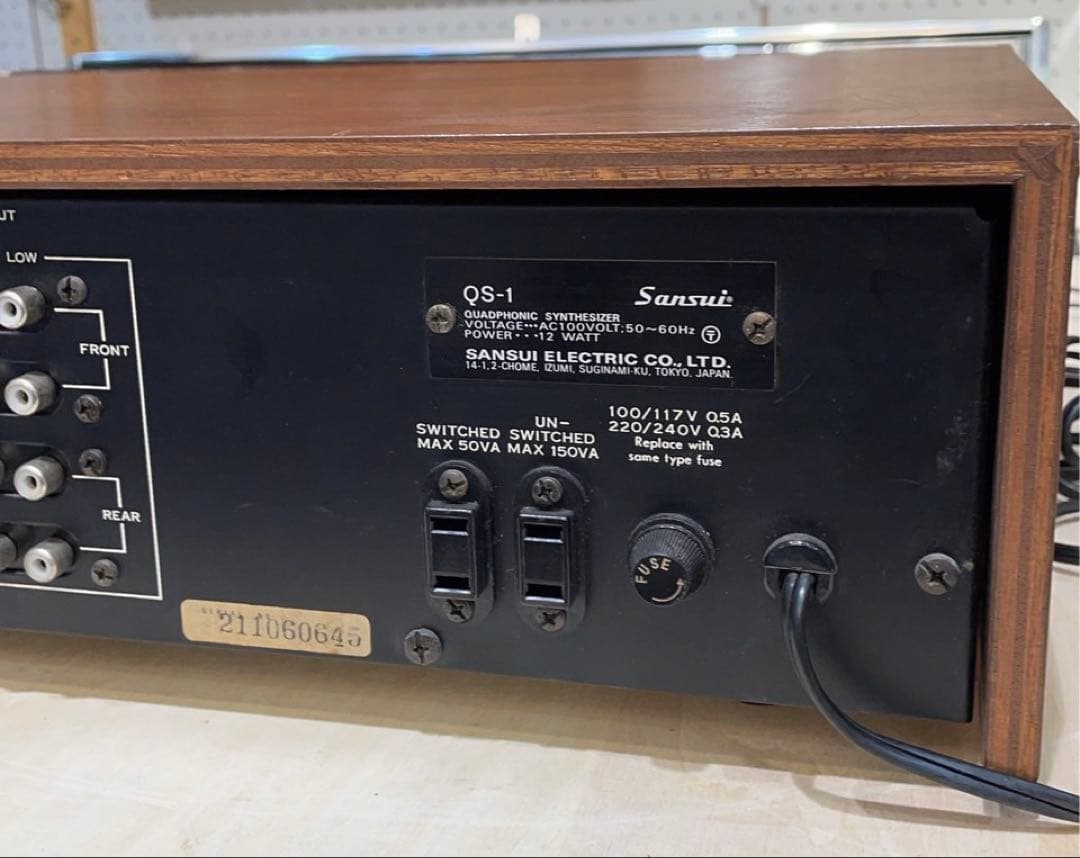 UT
LOW
FRONT
REAR
QS-1 Sansui
QUADPHONIC SYNTHESIZER
VOLTAGE···AC100VOLT:50~60Hz T
POWER···12 WATT
SANSUI ELECTRIC CO., LTD.
14-1.2-CHOME, IZUMI, SUGINAMI-KU, TOKYO, JAPAN.
SWITCHED
MAX 50VA
UN-
SWITCHED
MAX 150VA
100/117V 0.5A
220/240V 0.3A
Replace with
same type fuse
FUSE
211060645